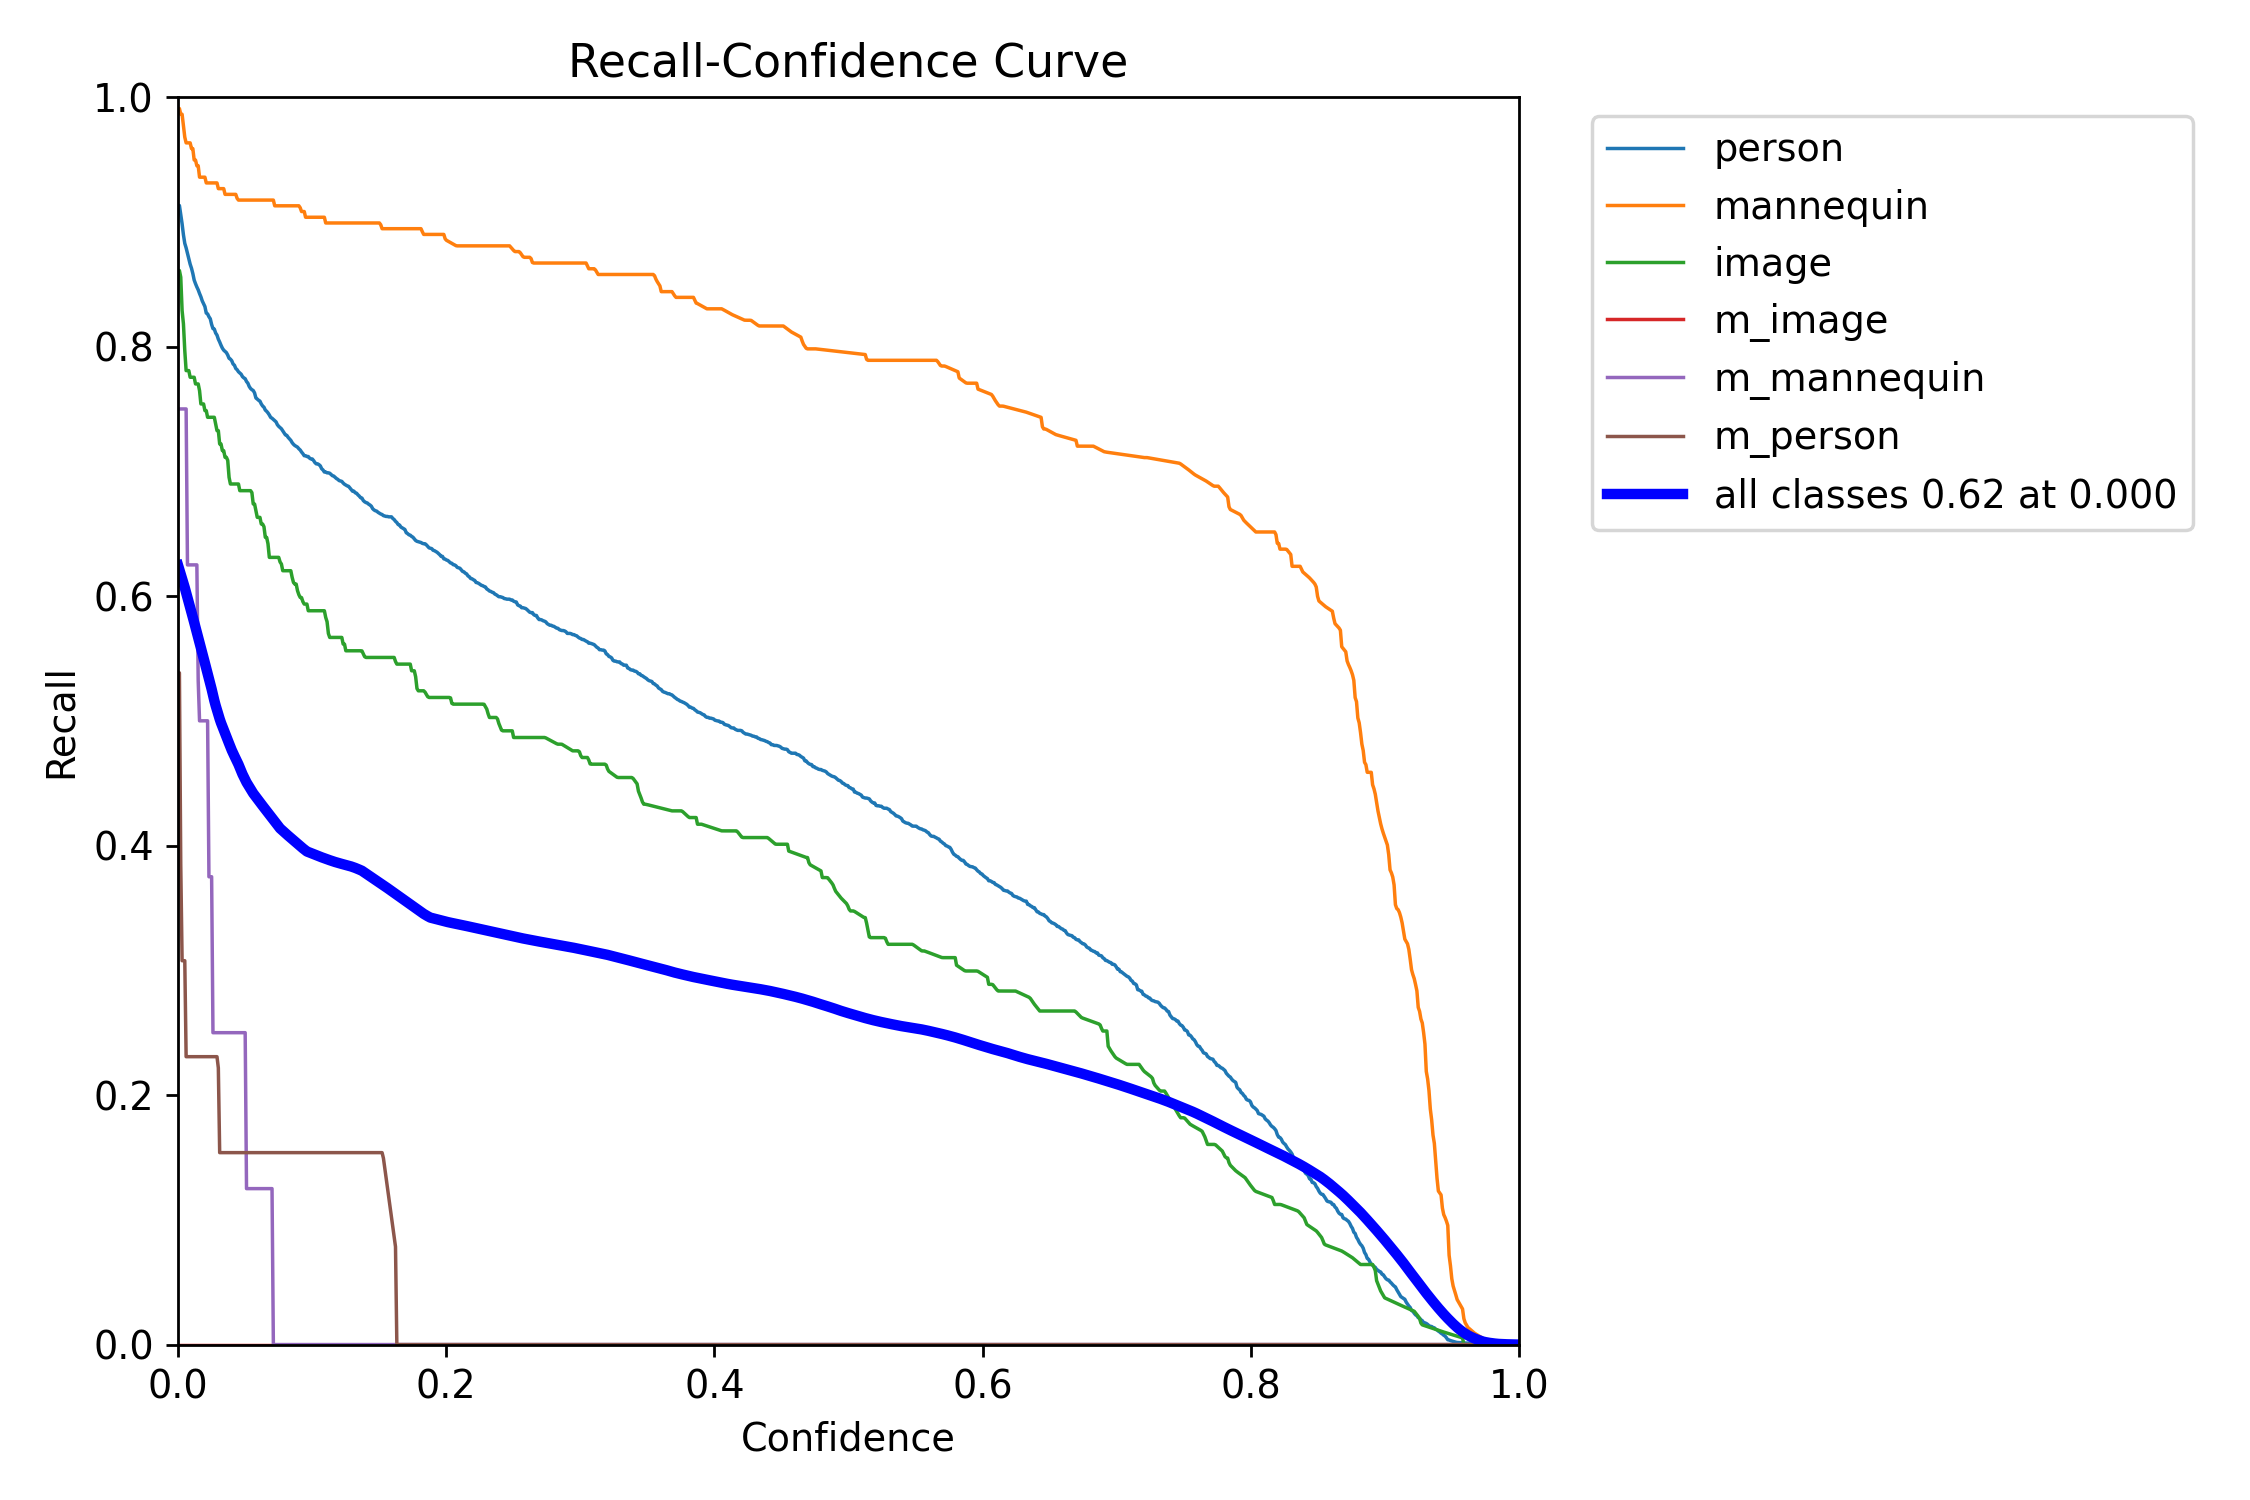 Recall-Confidence Curve
1.0
0.8
0.6
0.4
0.2
0.0
Recall
0.0 0.2 0.4 0.6 0.8 1.0
Confidence
person
mannequin
image
m_image
m_mannequin
m_person
all classes 0.62 at 0.000